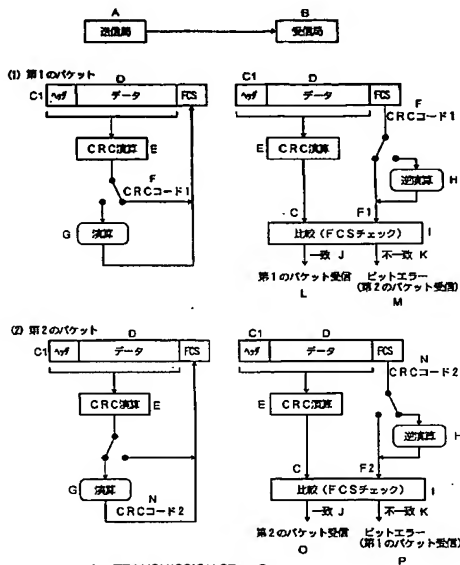 A
B
送信局
受信局
(1) 第1のパケット
D
C1
ヘッダ
データ
FCS
CRC演算
E
F
CRCコード1
G
演算
C1
D
ヘッダ
データ
FCS
F
CRCコード1
E
CRC演算
逆演算
H
C
F1
比較(FCSチェック)
I
一致 J
不一致 K
第1のパケット受信
ビットエラー
(第2のパケット受信)
L
M
(2) 第2のパケット
D
C1
ヘッダ
データ
FCS
CRC演算
E
G
演算
N
CRCコード2
C1
D
ヘッダ
データ
FCS
N
CRCコード2
E
CRC演算
逆演算
H
C
F2
比較(FCSチェック)
I
一致 J
不一致 K
第2のパケット受信
ビットエラー
(第1のパケット受信)
O
P